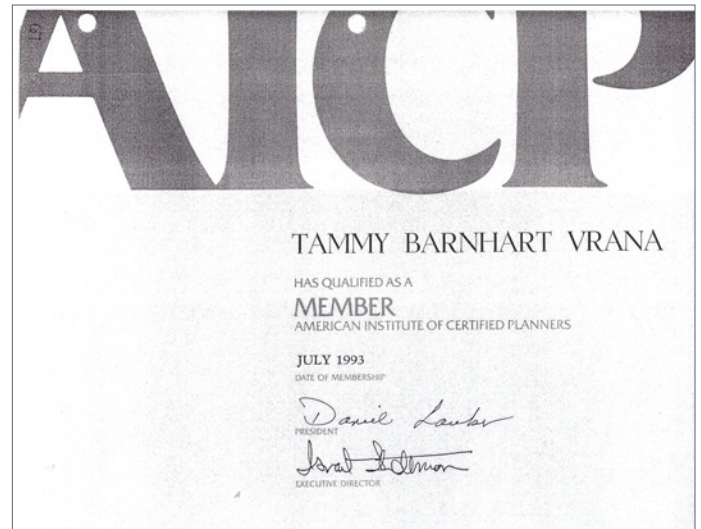 AICP
TAMMY BARNHART VRANA
HAS QUALIFIED AS A
MEMBER
AMERICAN INSTITUTE OF CERTIFIED PLANNERS
JULY 1993
DATE OF MEMBERSHIP
Daniel Lauber
PRESIDENT
EXECUTIVE DIRECTOR